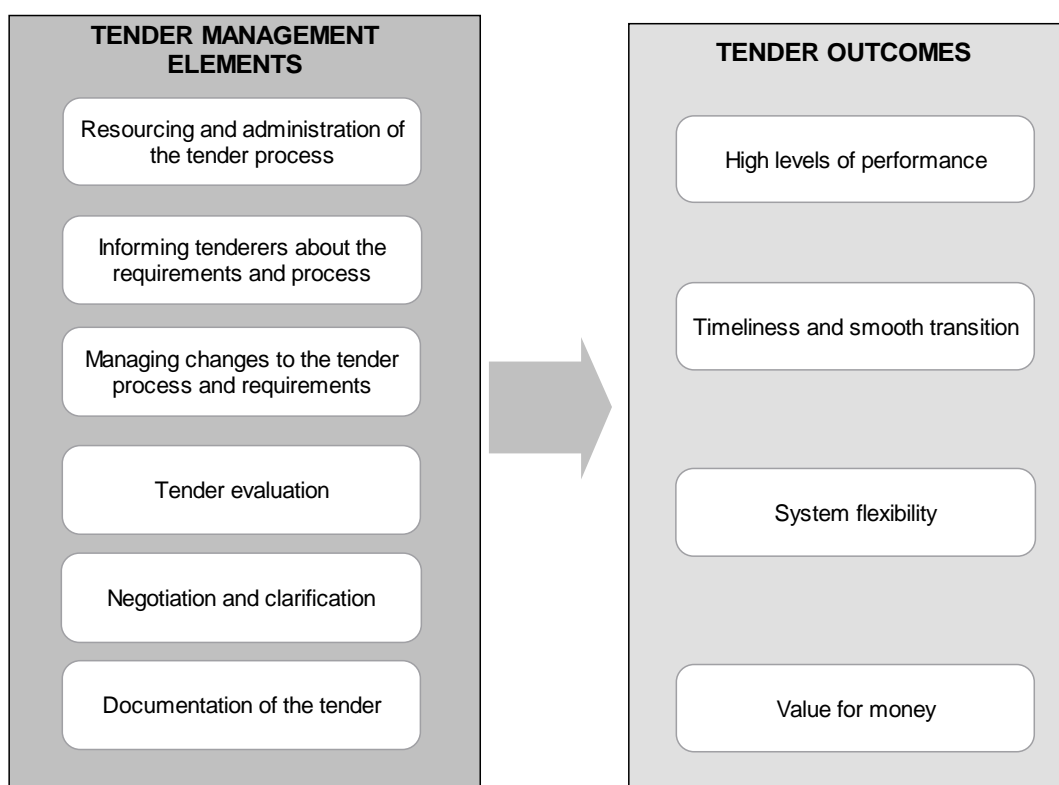 TENDER MANAGEMENT
ELEMENTS
Resourcing and administration of
the tender process
Informing tenderers about the
requirements and process
Managing changes to the tender
process and requirements
Tender evaluation
Negotiation and clarification
Documentation of the tender
TENDER OUTCOMES
High levels of performance
Timeliness and smooth transition
System flexibility
Value for money